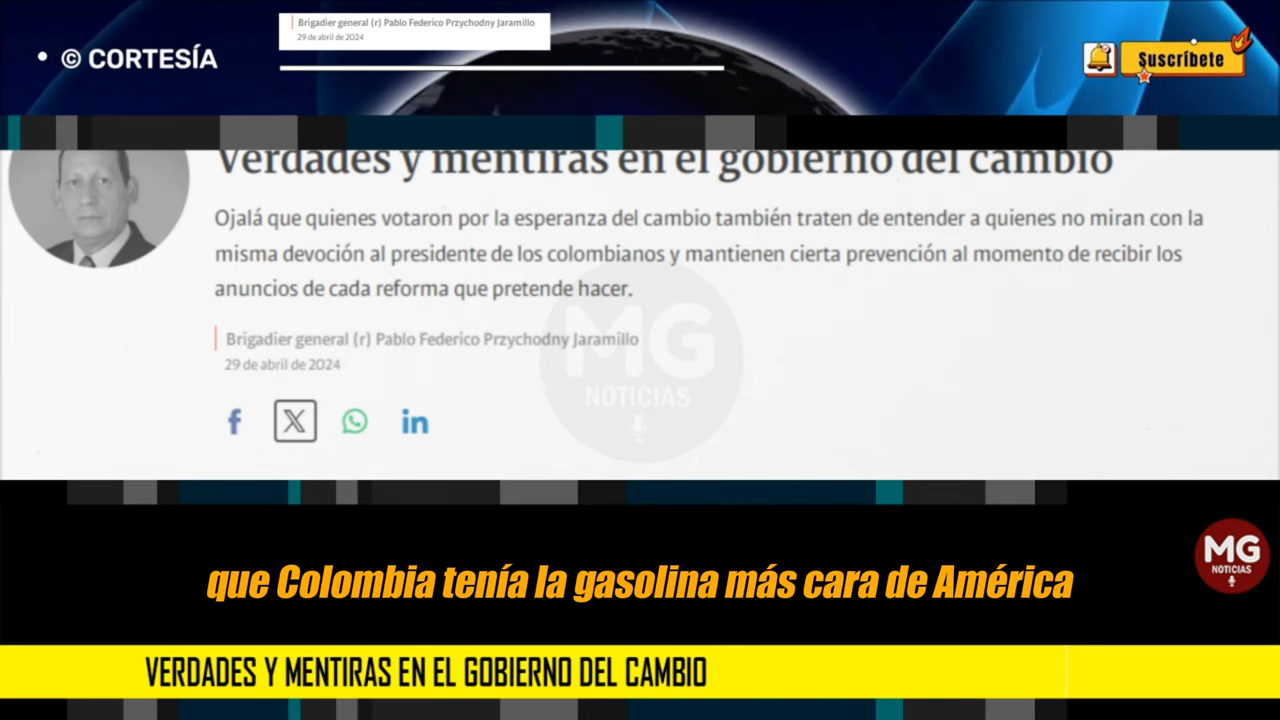 Brigadier general (r) Pablo Federico Przychodny Jaramillo
29 de abril de 2024
• © CORTESÍA
Suscríbete
Verdades y mentiras en el gobierno del cambio
Ojalá que quienes votaron por la esperanza del cambio también traten de entender a quienes no miran con la
misma devoción al presidente de los colombianos y mantienen cierta prevención al momento de recibir los
anuncios de cada reforma que pretende hacer.
Brigadier general (r) Pablo Federico Przychodny Jaramillo
29 de abril de 2024
MG
NOTICIAS
que Colombia tenía la gasolina más cara de América
MG
NOTICIAS
VERDADES Y MENTIRAS EN EL GOBIERNO DEL CAMBIO